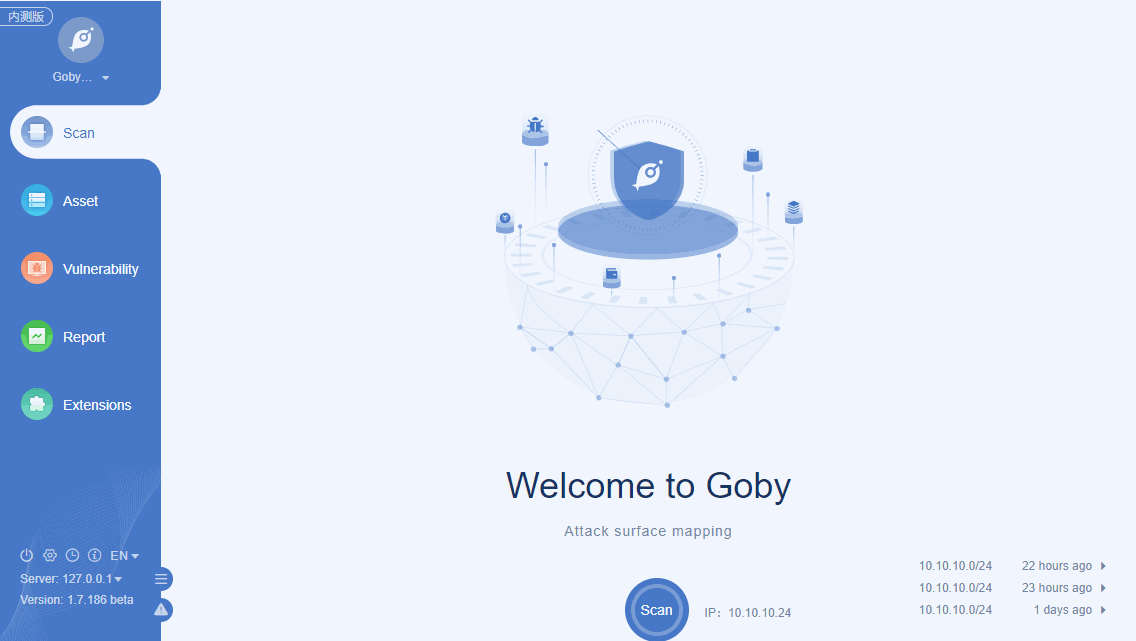 内测版
Goby...
Scan
Asset
Vulnerability
Report
Extensions
EN
Server: 127.0.0.1
Version: 1.7.186 beta
Welcome to Goby
Attack surface mapping
Scan
IP: 10.10.10.24
10.10.10.0/24 22 hours ago
10.10.10.0/24 23 hours ago
10.10.10.0/24 1 days ago